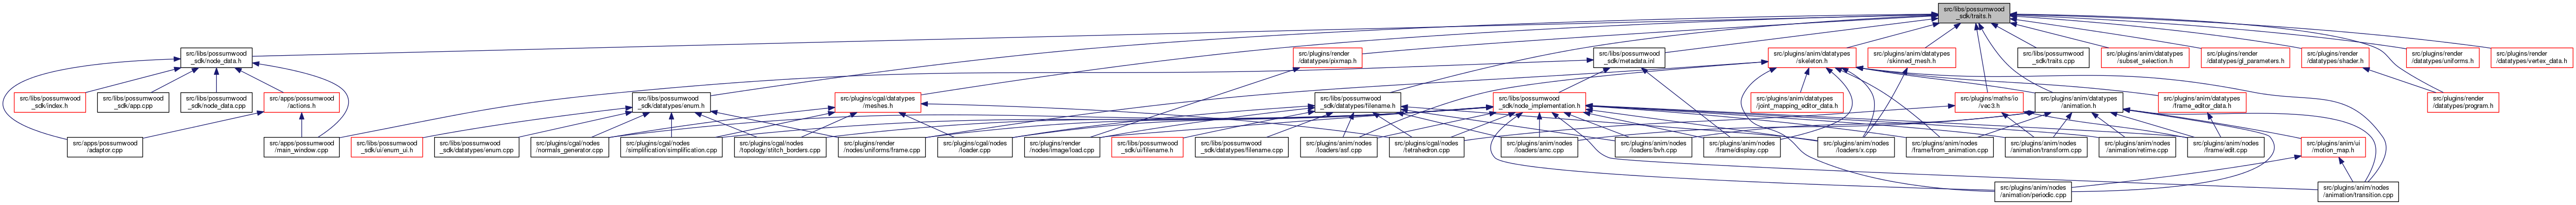 src/libs/possumwood
_sdk/traits.h
src/libs/possumwood
_sdk/node_data.h
src/plugins/render
/datatypes/pixmap.h
src/libs/possumwood
_sdk/metadata.inl
src/plugins/anim/datatypes
/skeleton.h
src/plugins/anim/datatypes
/skinned_mesh.h
src/libs/possumwood
_sdk/traits.cpp
src/plugins/anim/datatypes
/subset_selection.h
src/plugins/render
/datatypes/gl_parameters.h
src/plugins/render
/datatypes/shader.h
src/plugins/render
/datatypes/uniforms.h
src/plugins/render
/datatypes/vertex_data.h
src/libs/possumwood
_sdk/index.h
src/libs/possumwood
_sdk/app.cpp
src/libs/possumwood
_sdk/node_data.cpp
src/apps/possumwood
/actions.h
src/libs/possumwood
_sdk/datatypes/enum.h
src/plugins/cgal/datatypes
/meshes.h
src/libs/possumwood
_sdk/datatypes/filename.h
src/libs/possumwood
_sdk/node_implementation.h
src/plugins/anim/datatypes
/joint_mapping_editor_data.h
src/plugins/maths/io
/vec3.h
src/plugins/anim/datatypes
/animation.h
src/plugins/anim/datatypes
/frame_editor_data.h
src/plugins/render
/datatypes/program.h
src/apps/possumwood
/adaptor.cpp
src/apps/possumwood
/main_window.cpp
src/libs/possumwood
_sdk/ui/enum_ui.h
src/libs/possumwood
_sdk/datatypes/enum.cpp
src/plugins/cgal/nodes
/normals_generator.cpp
src/plugins/cgal/nodes
/simplification/simplification.cpp
src/plugins/cgal/nodes
/topology/stitch_borders.cpp
src/plugins/render
/nodes/uniforms/frame.cpp
src/plugins/cgal/nodes
/loader.cpp
src/plugins/render
/nodes/image/load.cpp
src/libs/possumwood
_sdk/ui/filename.h
src/libs/possumwood
_sdk/datatypes/filename.cpp
src/plugins/anim/nodes
/loaders/asf.cpp
src/plugins/cgal/nodes
/tetrahedron.cpp
src/plugins/anim/nodes
/loaders/amc.cpp
src/plugins/anim/nodes
/loaders/bvh.cpp
src/plugins/anim/nodes
/frame/display.cpp
src/plugins/anim/nodes
/loaders/x.cpp
src/plugins/anim/nodes
/frame/from_animation.cpp
src/plugins/anim/nodes
/animation/transform.cpp
src/plugins/anim/nodes
/animation/retime.cpp
src/plugins/anim/nodes
/frame/edit.cpp
src/plugins/anim/ui
/motion_map.h
src/plugins/anim/nodes
/animation/periodic.cpp
src/plugins/anim/nodes
/animation/transition.cpp